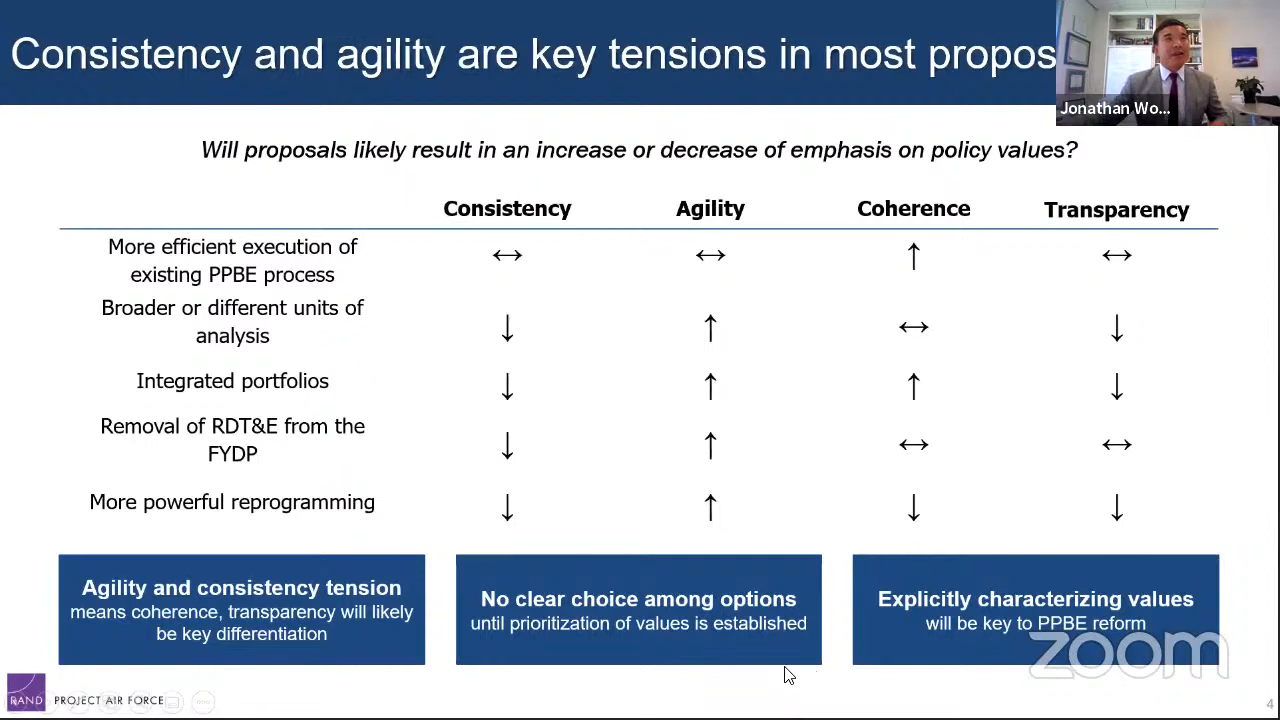 Consistency and agility are key tensions in most propos
Jonathan Wo...
Will proposals likely result in an increase or decrease of emphasis on policy values?
Consistency Agility Coherence Transparency
More efficient execution of
existing PPBE process
↔ ↔ ↑ ↔
Broader or different units of
analysis
↓ ↑ ↔ ↓
Integrated portfolios ↓ ↑ ↑ ↓
Removal of RDT&E from the
FYDP
↓ ↑ ↔ ↔
More powerful reprogramming ↓ ↑ ↓ ↓
Agility and consistency tension
means coherence, transparency will likely
be key differentiation
No clear choice among options
until prioritization of values is established
Explicitly characterizing values
will be key to PPBE reform
zoom
RAND PROJECT AIR FORCE
4